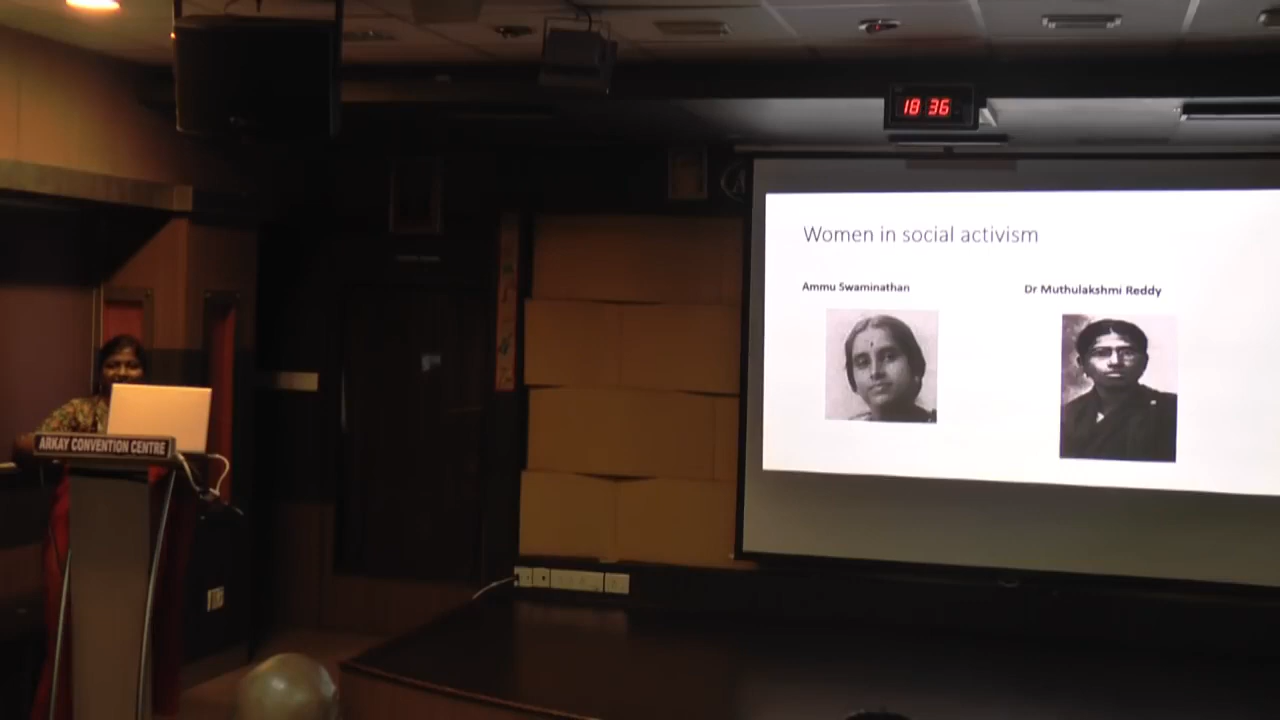 18 36
Women in social activism
Ammu Swaminathan
Dr Muthulakshmi Reddy
ARKAY CONVENTION CENTRE